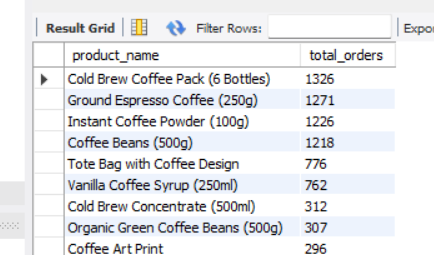 Result Grid Filter Rows: Expor
product_name total_orders
Cold Brew Coffee Pack (6 Bottles) 1326
Ground Espresso Coffee (250g) 1271
Instant Coffee Powder (100g) 1226
Coffee Beans (500g) 1218
Tote Bag with Coffee Design 776
Vanilla Coffee Syrup (250ml) 762
Cold Brew Concentrate (500ml) 312
Organic Green Coffee Beans (500g) 307
Coffee Art Print 296